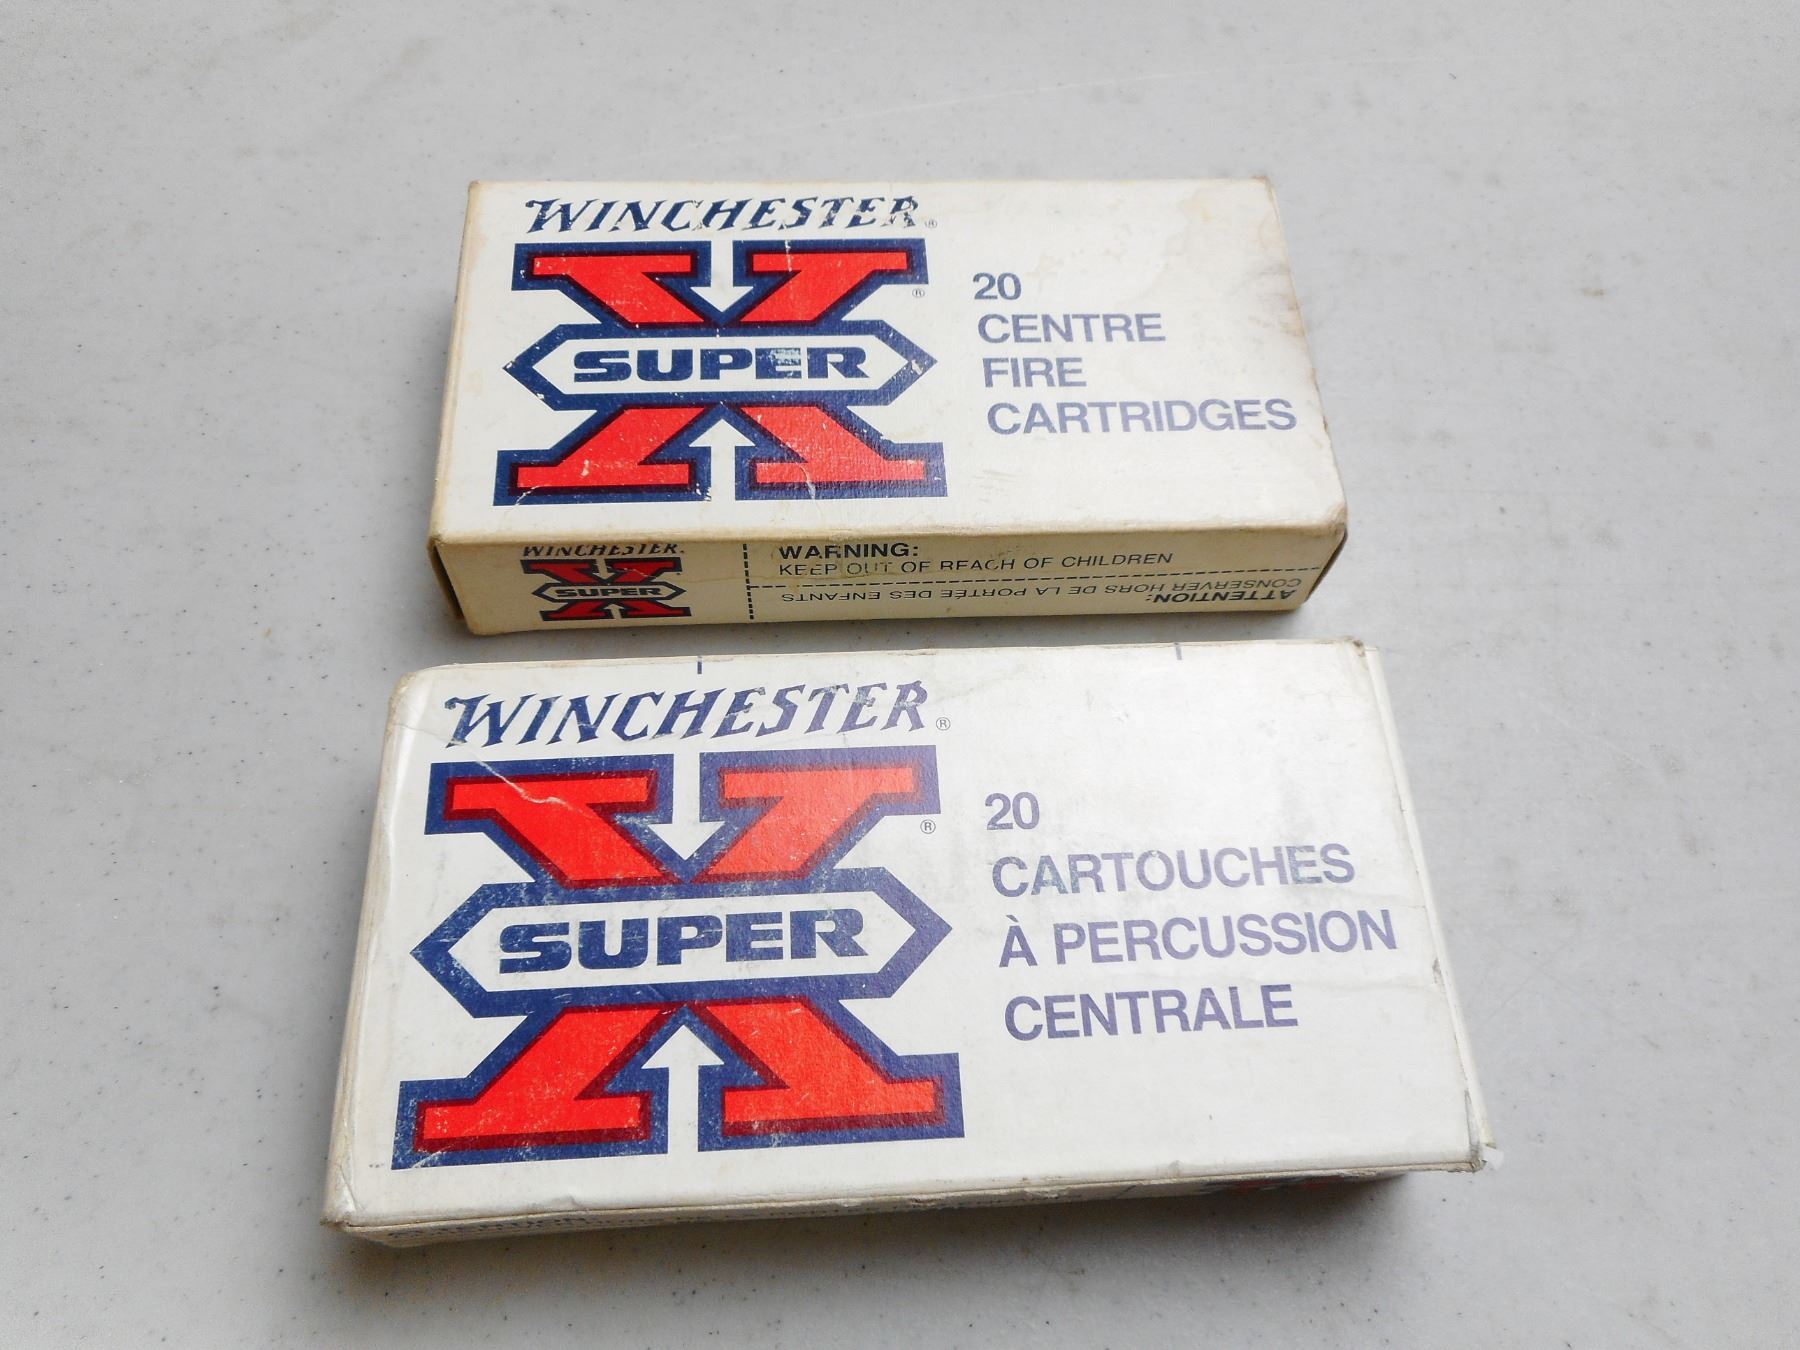 WINCHESTER®
®
SUPER
20
CENTRE
FIRE
CARTRIDGES
WINCHESTER.
SUPER
WARNING:
KEEP OUT OF REACH OF CHILDREN
ATTENTION:
CONSERVER HORS DE LA PORTÉE DES ENFANTS
WINCHESTER®
®
SUPER
20
CARTOUCHES
À PERCUSSION
CENTRALE